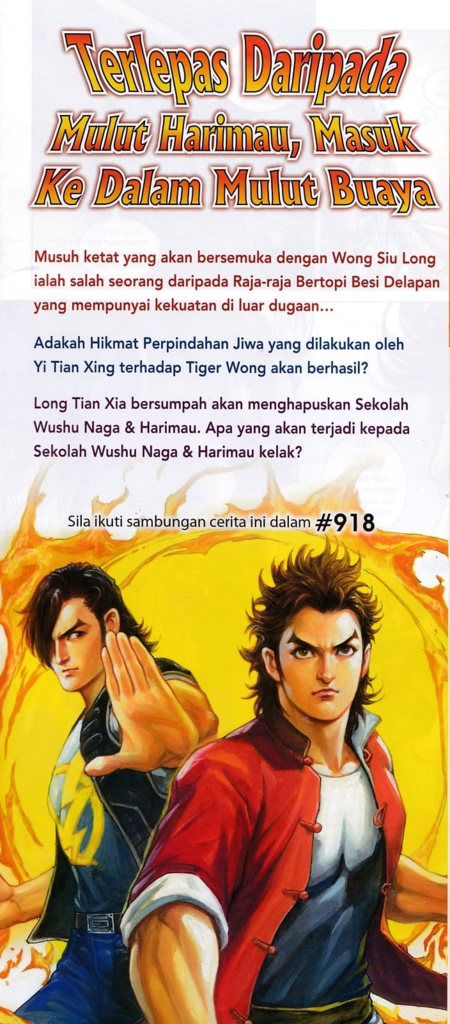 Terlepas Daripada
Mulut Harimau, Masuk
Ke Dalam Mulut Buaya
Musuh ketat yang akan bersemuka dengan Wong Siu Long
ialah salah seorang daripada Raja-raja Bertopi Besi Delapan
yang mempunyai kekuatan di luar dugaan...
Adakah Hikmat Perpindahan Jiwa yang dilakukan oleh
Yi Tian Xing terhadap Tiger Wong akan berhasil?
Long Tian Xia bersumpah akan menghapuskan Sekolah
Wushu Naga & Harimau. Apa yang akan terjadi kepada
Sekolah Wushu Naga & Harimau kelak?
Sila ikuti sambungan cerita ini dalam #918